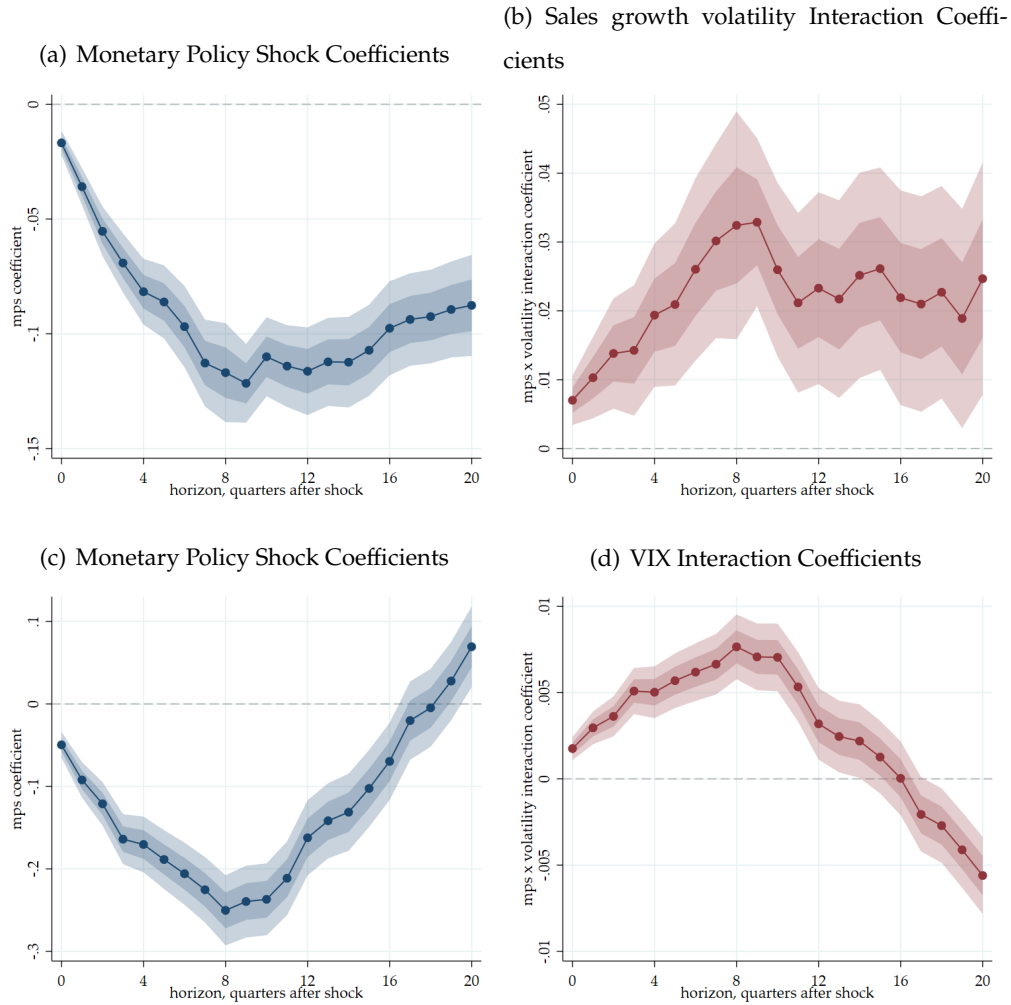 (a) Monetary Policy Shock Coefficients
(b) Sales growth volatility Interaction Coeffi-
cients
mps coefficient
0
-.05
-.1
-.15
0 4 8 12 16 20
horizon, quarters after shock
mps x volatility interaction coefficient
.05
.04
.03
.02
.01
0
0 4 8 12 16 20
horizon, quarters after shock
(c) Monetary Policy Shock Coefficients
(d) VIX Interaction Coefficients
mps coefficient
.1
0
-.1
-.2
-.3
0 4 8 12 16 20
horizon, quarters after shock
mps x volatility interaction coefficient
.01
.005
0
-.005
-.01
0 4 8 12 16 20
horizon, quarters after shock